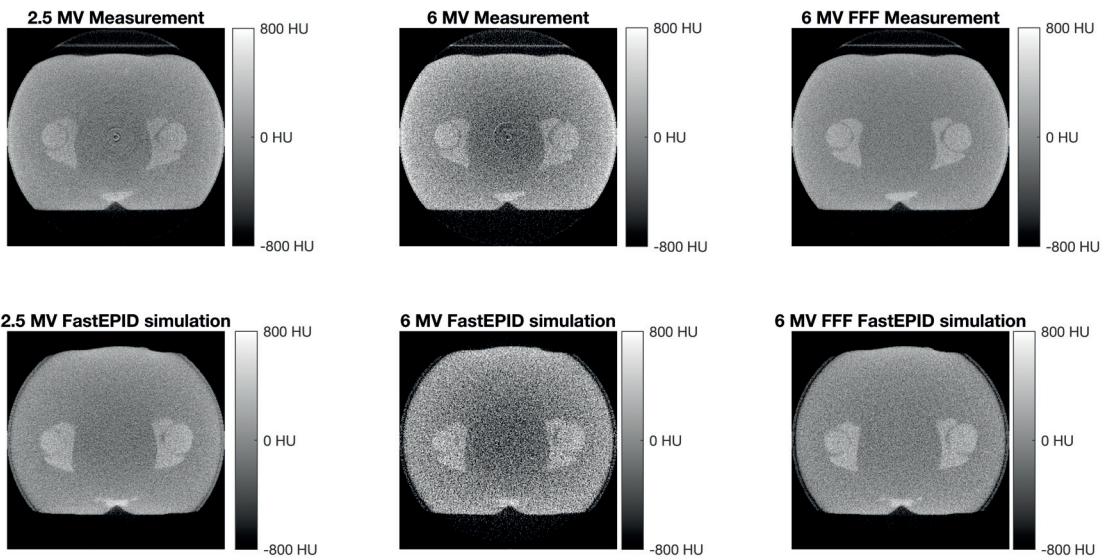 2.5 MV Measurement
800 HU
0 HU
-800 HU
6 MV Measurement
800 HU
0 HU
-800 HU
6 MV FFF Measurement
800 HU
0 HU
-800 HU
2.5 MV FastEPID simulation
800 HU
0 HU
-800 HU
6 MV FastEPID simulation
800 HU
0 HU
-800 HU
6 MV FFF FastEPID simulation
800 HU
0 HU
-800 HU